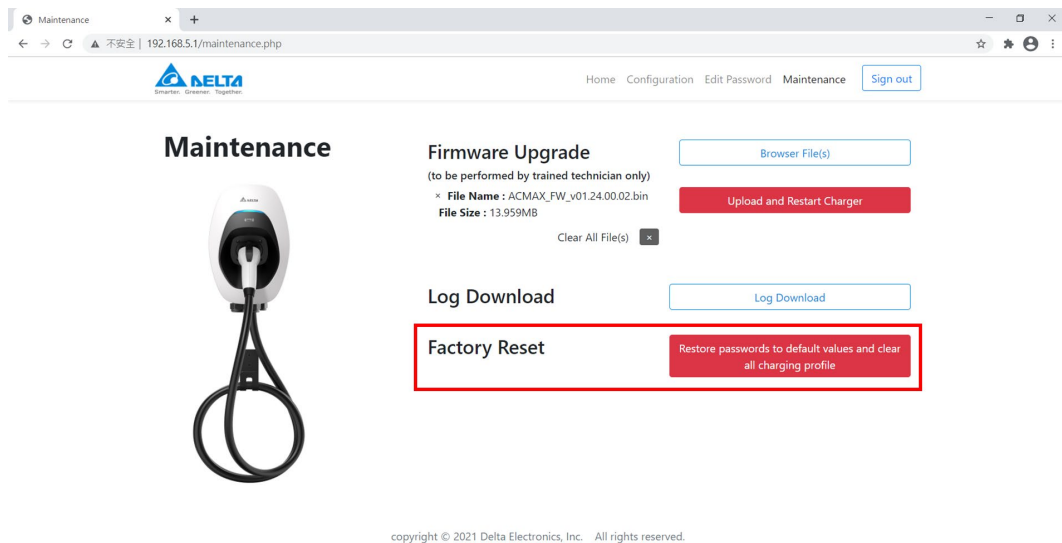 Maintenance
不安全 | 192.168.5.1/maintenance.php
DELTA
Smarter. Greener. Together.
Home Configuration Edit Password Maintenance Sign out
Maintenance
Firmware Upgrade
Browser File(s)
(to be performed by trained technician only)
× File Name : ACMAX_FW_v01.24.00.02.bin
Upload and Restart Charger
File Size : 13.959MB
Clear All File(s) ×
Log Download
Log Download
Factory Reset
Restore passwords to default values and clear
all charging profile
copyright © 2021 Delta Electronics, Inc. All rights reserved.